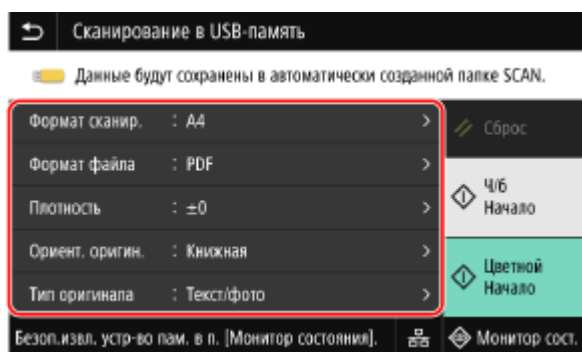 Сканирование в USB-память
Данные будут сохранены в автоматически созданной папке SCAN.
Формат сканир. : A4
Формат файла : PDF
Плотность : ±0
Ориент. оригин. : Книжная
Тип оригинала : Текст/фото
Сброс
Ч/б
Начало
Цветной
Начало
Безоп.извл. устр-во пам. в п. [Монитор состояния].
Монитор сост.